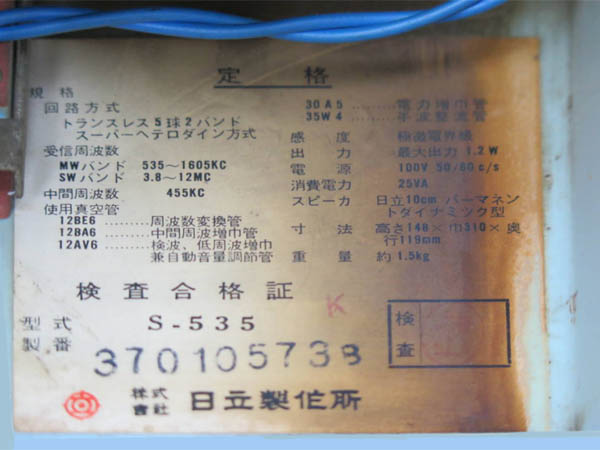 定格
規格
回路方式
トランスレス5球2バンド
スーパーヘテロダイン方式
受信周波数
MWバンド 535～1605KC
SWバンド 3.8～12MC
中間周波数 455KC
使用真空管
12BE6 ........周波数変換管
12BA6 ........中間周波増巾管
12AV6 ........検波、低周波増巾
兼自動音量調節管
30A5 ........電力増巾管
35W4 ........半波整流管
感度 極微電界級
出力 最大出力 1.2W
電源 100V 50/60 c/s
消費電力 25VA
スピーカ 日立10cm パーマネン
トダイナミツク型
寸法 高さ148×巾310×奥
行119mm
重量 約1.5kg
検査合格証
K
型式 S-535
製番 370105738
検査
株式会社 日立製作所